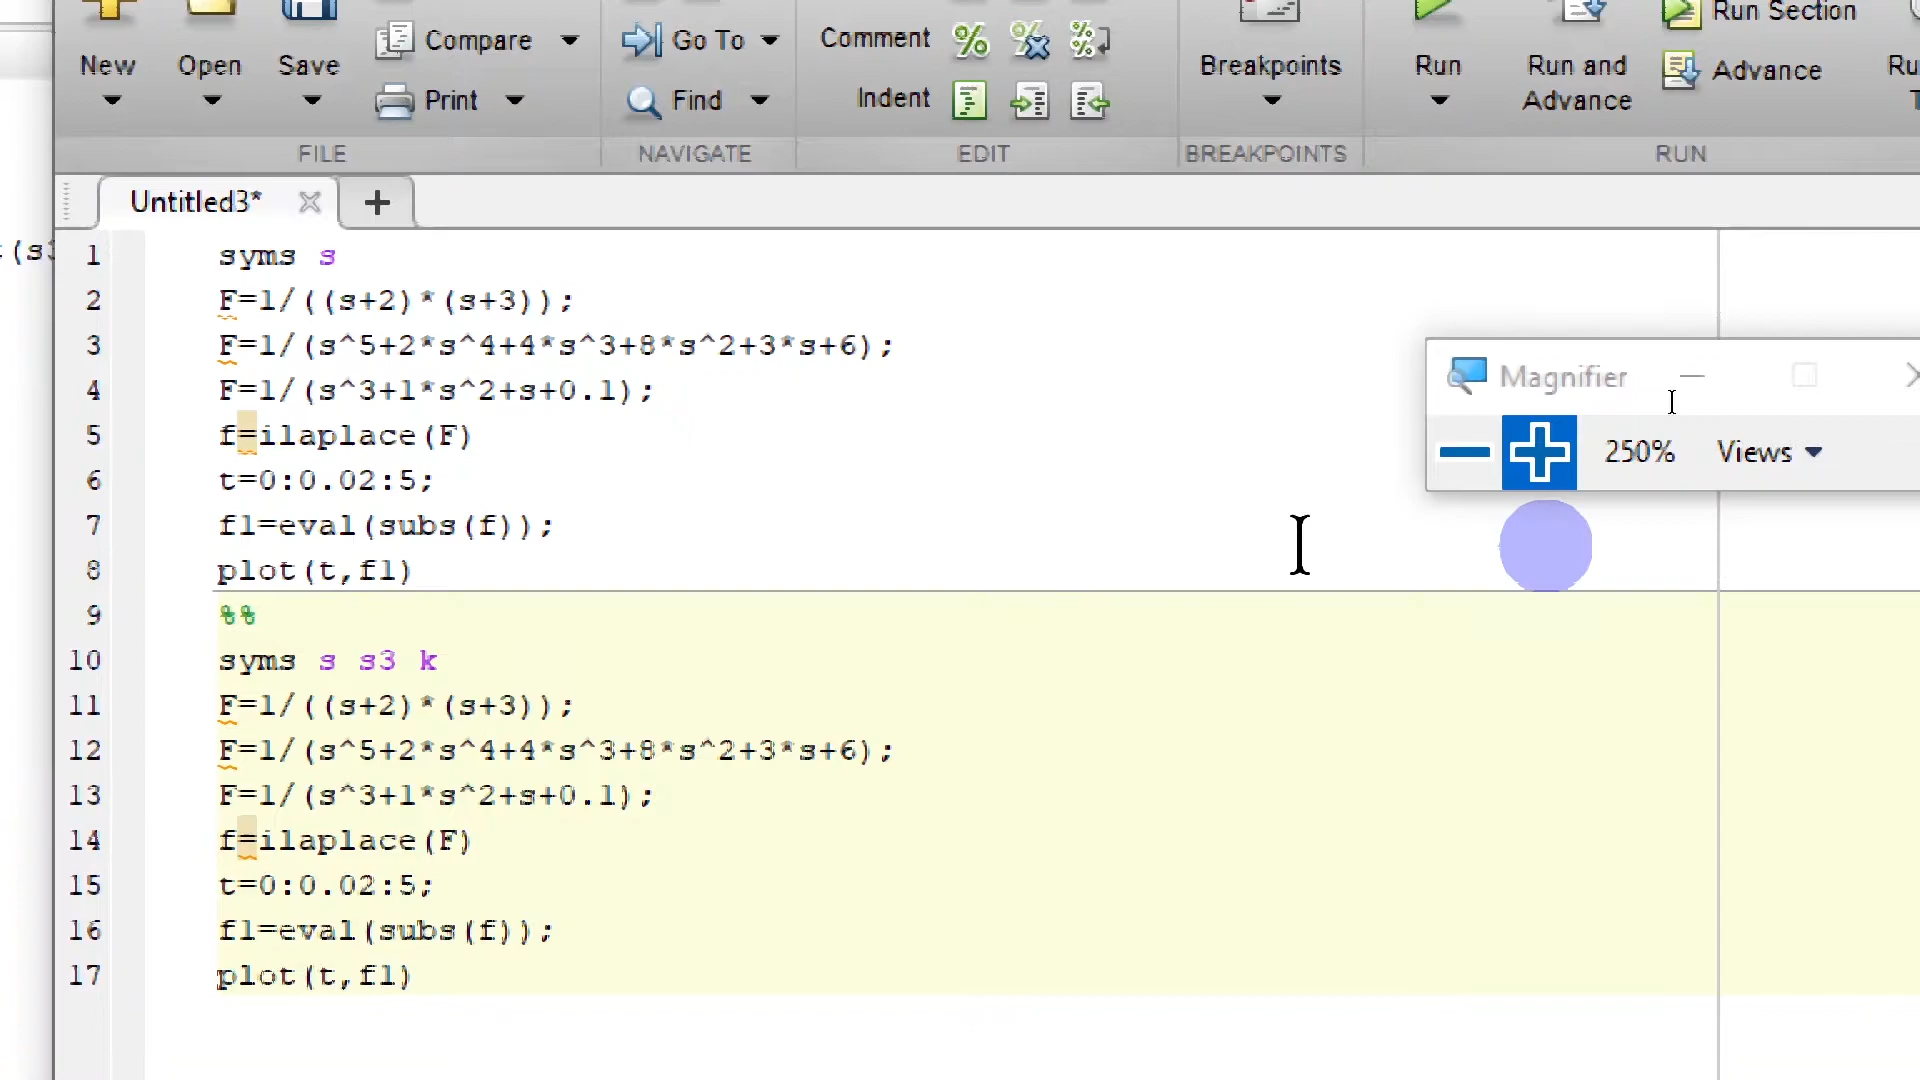 New
Open
Save
Compare
Print
Go To
Find
Comment
Indent
Breakpoints
Run
Run and
Advance
Run Section
Advance
FILE
NAVIGATE
EDIT
BREAKPOINTS
RUN
Untitled3*
1 syms s
2 F=1/((s+2)*(s+3));
3 F=1/(s^5+2*s^4+4*s^3+8*s^2+3*s+6);
4 F=1/(s^3+1*s^2+s+0.1);
5 f=ilaplace(F)
6 t=0:0.02:5;
7 f1=eval(subs(f));
8 plot(t,f1)
9 %%
10 syms s s3 k
11 F=1/((s+2)*(s+3));
12 F=1/(s^5+2*s^4+4*s^3+8*s^2+3*s+6);
13 F=1/(s^3+1*s^2+s+0.1);
14 f=ilaplace(F)
15 t=0:0.02:5;
16 f1=eval(subs(f));
17 plot(t,f1)
Magnifier
250%
Views